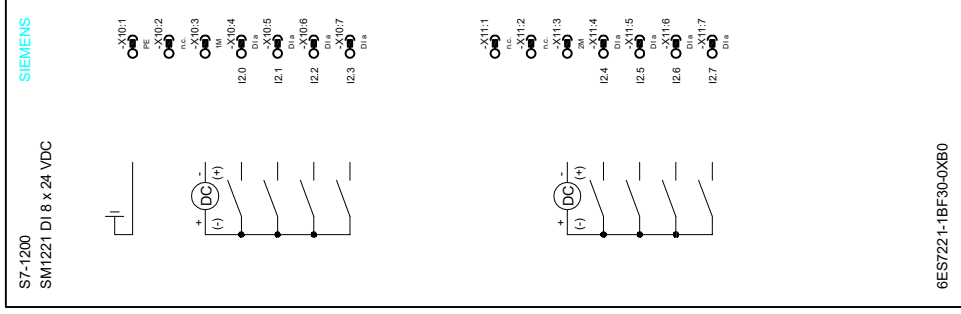 SIEMENS
S7-1200
SM1221 DI 8 x 24 VDC
-X10:1
PE
-X10:2
n.c.
-X10:3
1M
-X10:4
DI a
I2.0
-X10:5
DI a
I2.1
-X10:6
DI a
I2.2
-X10:7
DI a
I2.3
-X11:1
n.c.
-X11:2
n.c.
-X11:3
2M
-X11:4
DI a
I2.4
-X11:5
DI a
I2.5
-X11:6
DI a
I2.6
-X11:7
DI a
I2.7
- (+)
DC
+ (-)
- (+)
DC
+ (-)
6ES7221-1BF30-0XB0